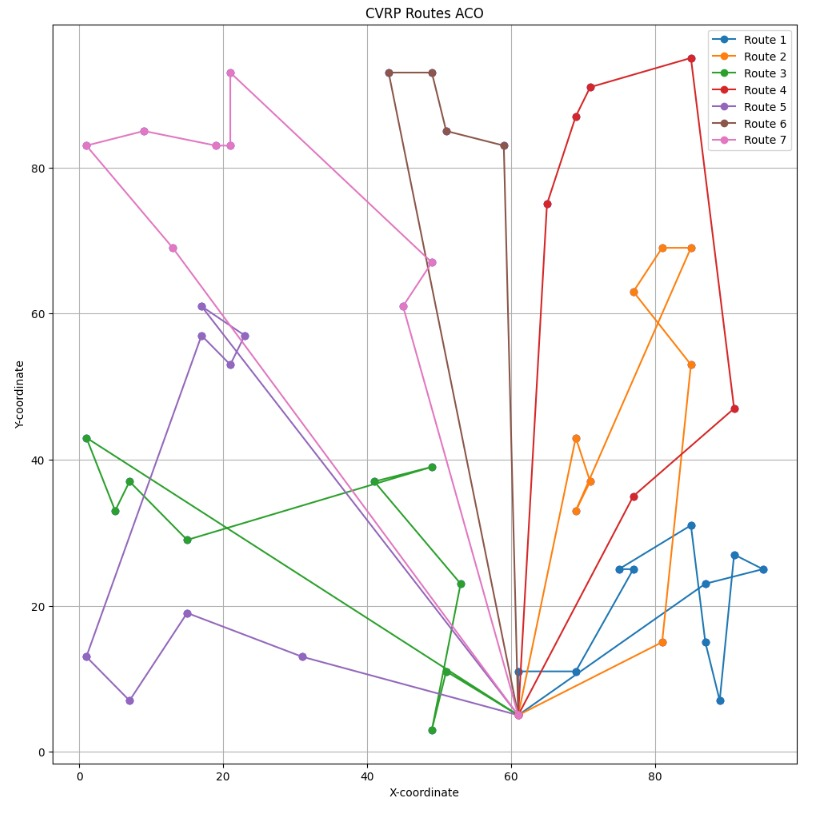 CVRP Routes ACO
Route 1
Route 2
Route 3
Route 4
Route 5
Route 6
Route 7
80
60
40
20
0
Y-coordinate
0 20 40 60 80
X-coordinate